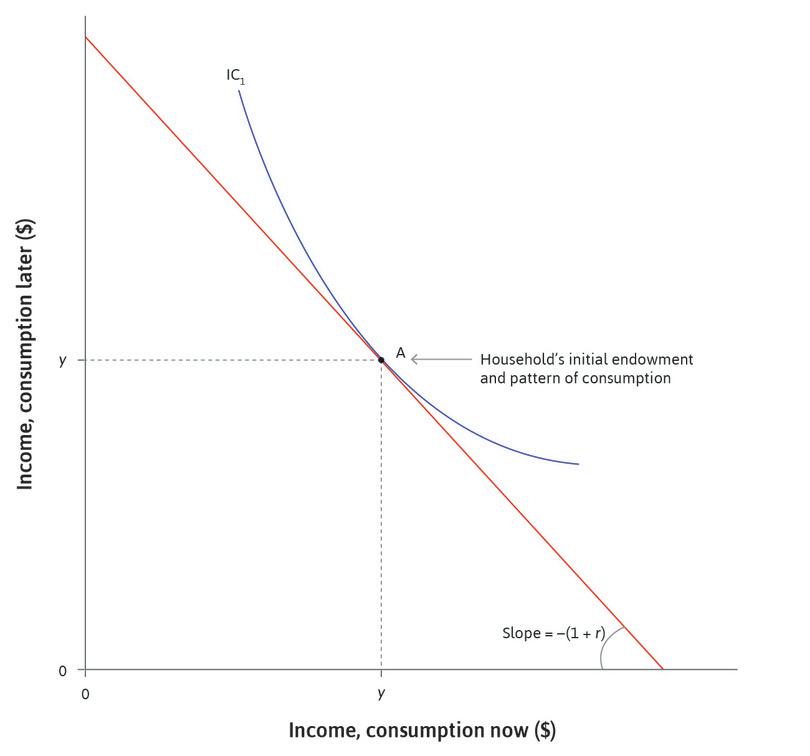 IC1
Income, consumption later ($)
y
A
Household’s initial endowment
and pattern of consumption
Slope = –(1 + r)
0
0
y
Income, consumption now ($)